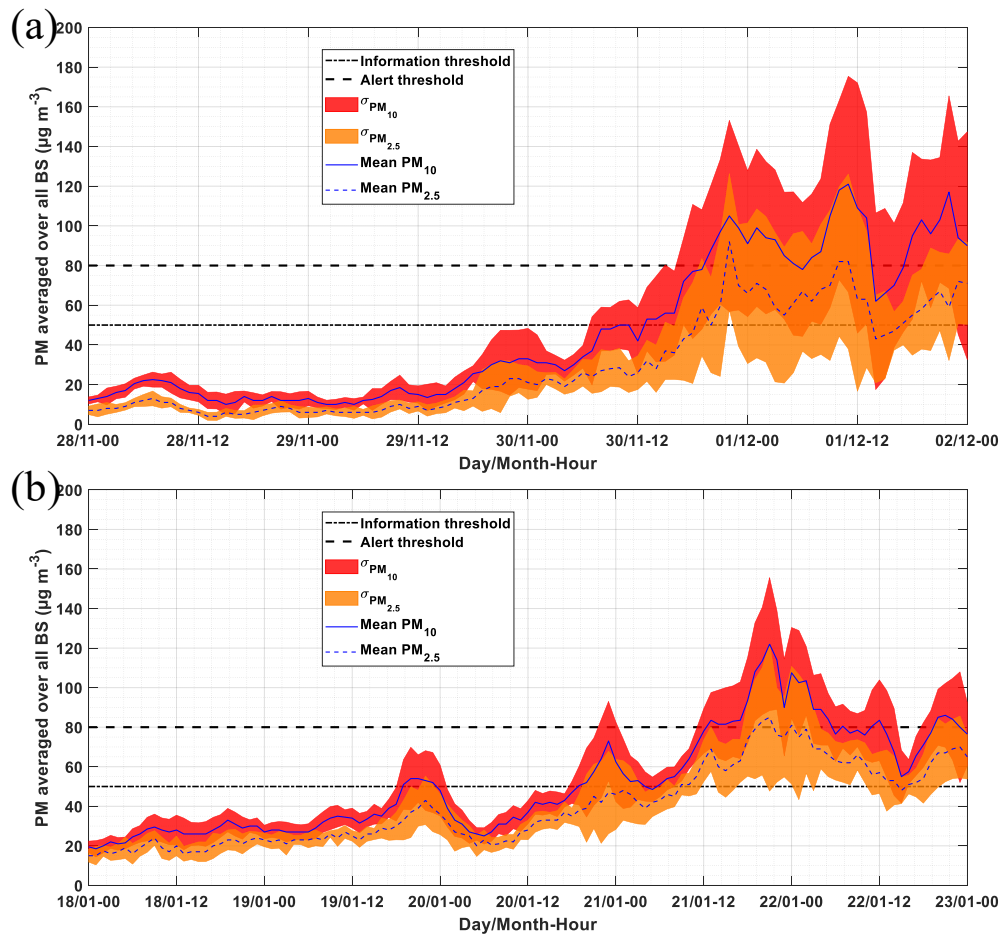 (a)
200
180
160
140
120
100
80
60
40
20
0
PM averaged over all BS (µg m-3)
Information threshold
Alert threshold
σPM10
σPM2.5
Mean PM10
Mean PM2.5
28/11-00 28/11-12 29/11-00 29/11-12 30/11-00 30/11-12 01/12-00 01/12-12 02/12-00
Day/Month-Hour
(b)
200
180
160
140
120
100
80
60
40
20
0
PM averaged over all BS (µg m-3)
Information threshold
Alert threshold
σPM10
σPM2.5
Mean PM10
Mean PM2.5
18/01-00 18/01-12 19/01-00 19/01-12 20/01-00 20/01-12 21/01-00 21/01-12 22/01-00 22/01-12 23/01-00
Day/Month-Hour